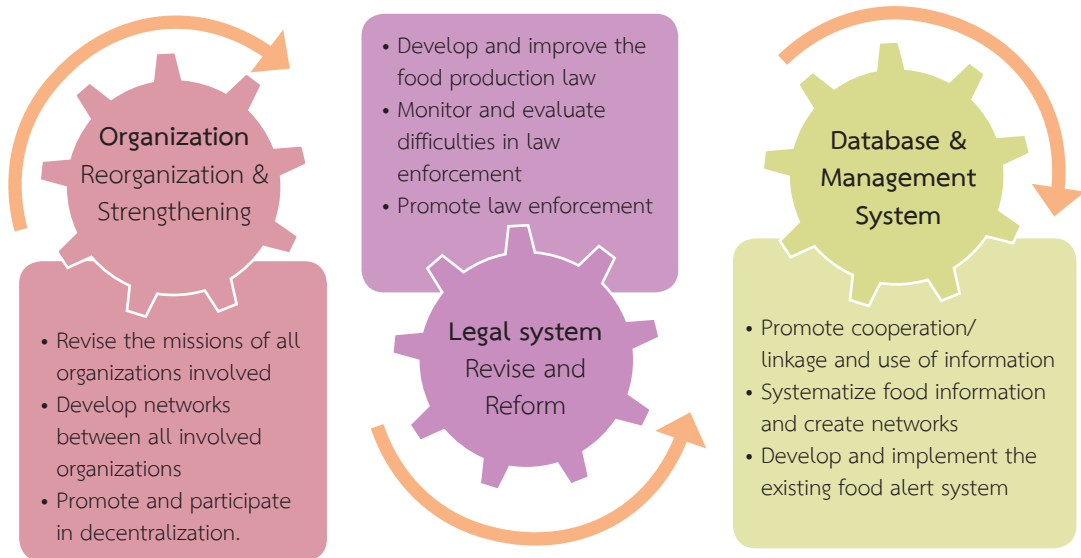 Organization
Reorganization &
Strengthening
• Revise the missions of all
organizations involved
• Develop networks
between all involved
organizations
• Promote and participate
in decentralization.
• Develop and improve the
food production law
• Monitor and evaluate
difficulties in law
enforcement
• Promote law enforcement
Legal system
Revise and
Reform
Database &
Management
System
• Promote cooperation/
linkage and use of information
• Systematize food information
and create networks
• Develop and implement the
existing food alert system